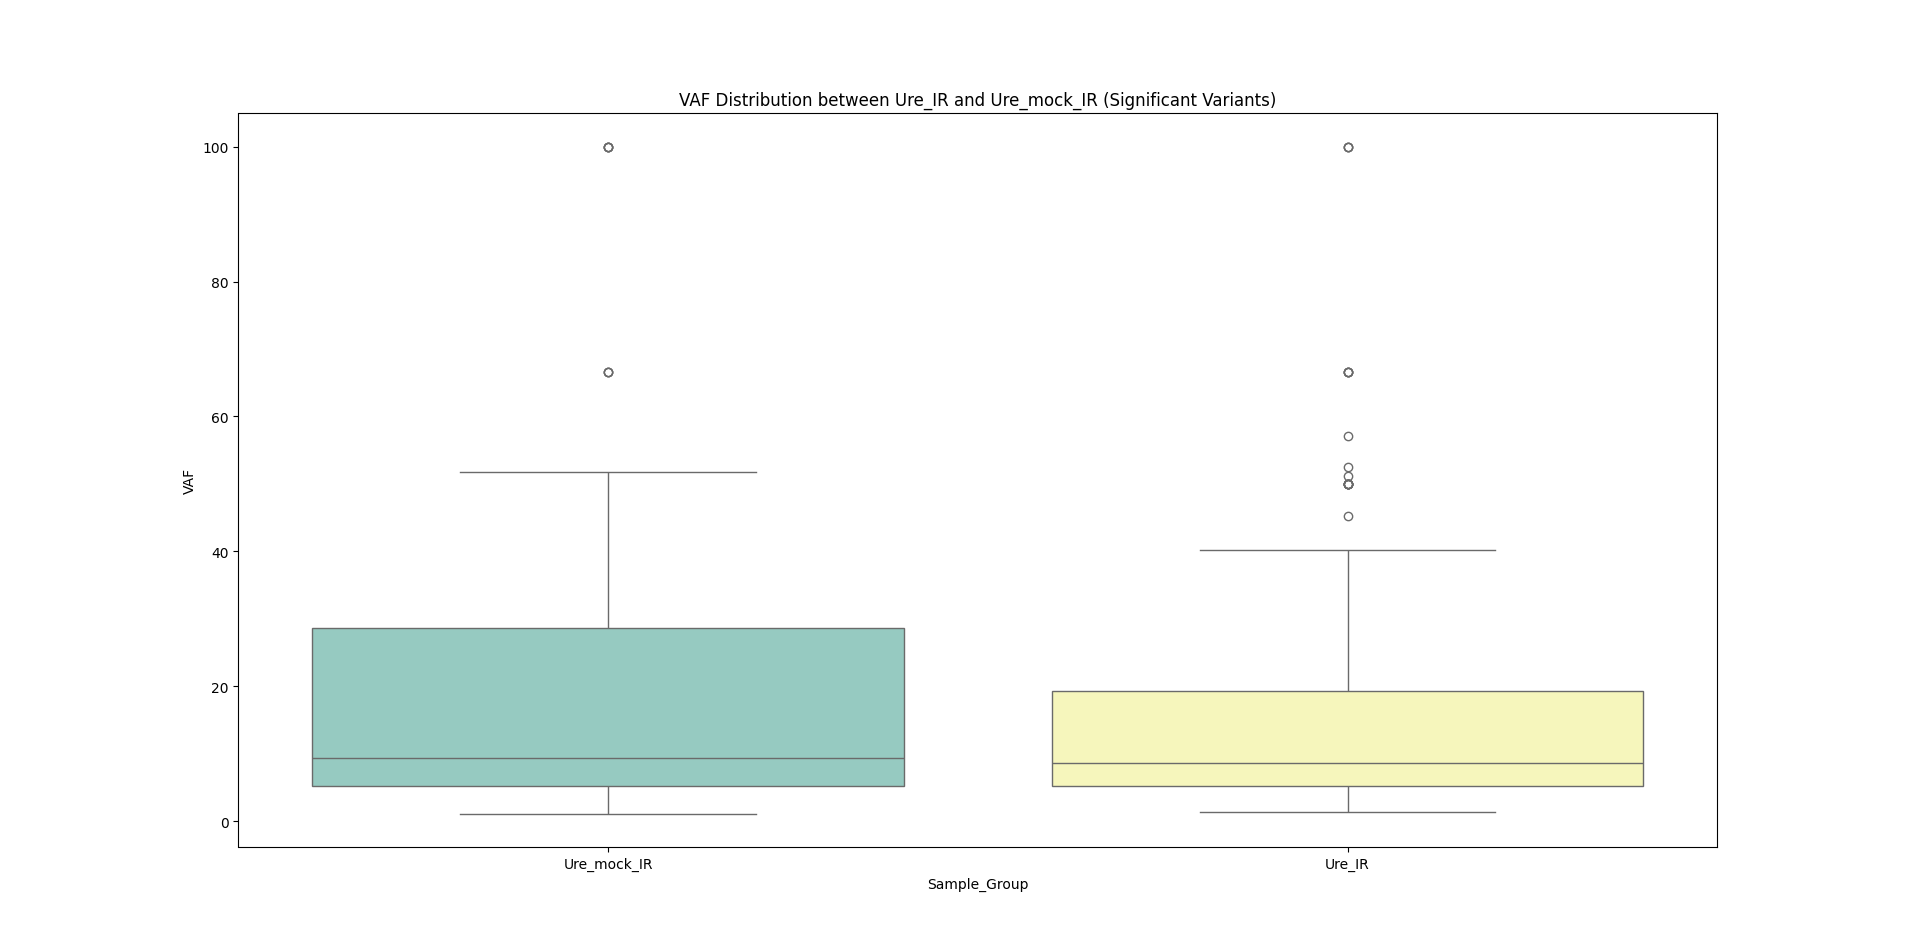 VAF Distribution between Ure_IR and Ure_mock_IR (Significant Variants)
100
80
60
40
20
0
VAF
Ure_mock_IR
Ure_IR
Sample_Group